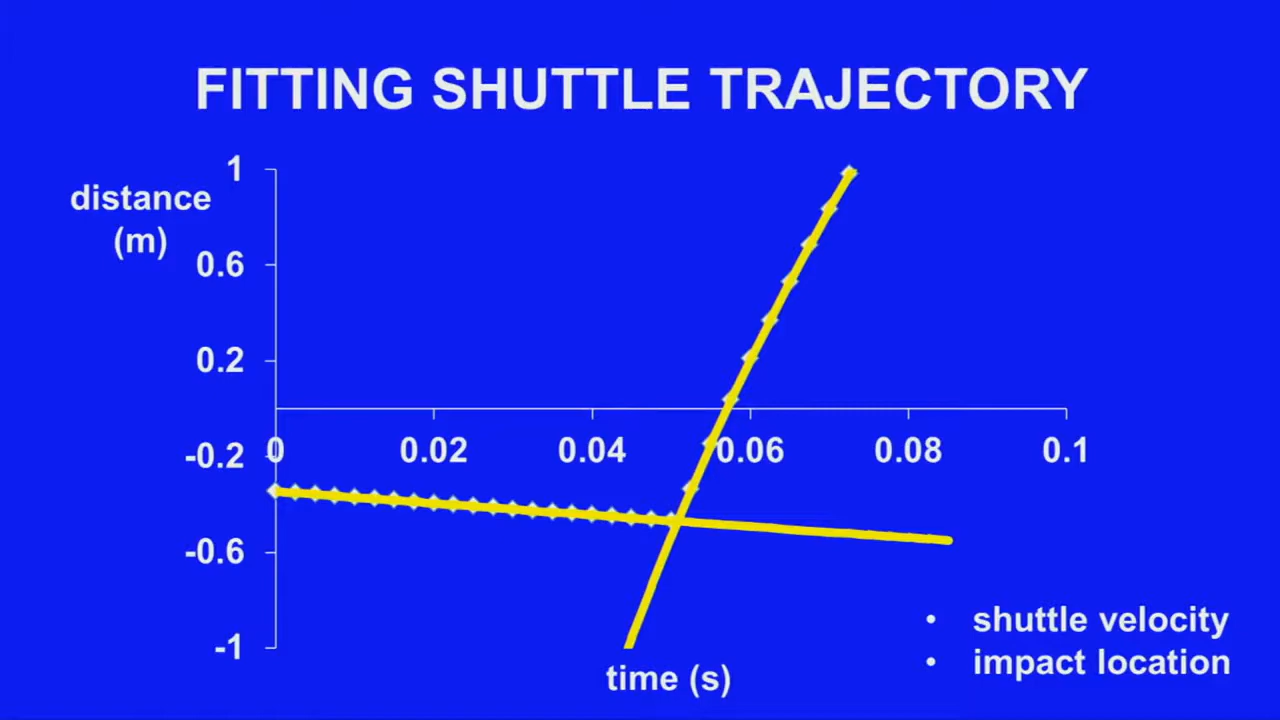 FITTING SHUTTLE TRAJECTORY
distance
(m)
1
0.6
0.2
-0.2
-0.6
-1
0 0.02 0.04 0.06 0.08 0.1
time (s)
• shuttle velocity
• impact location